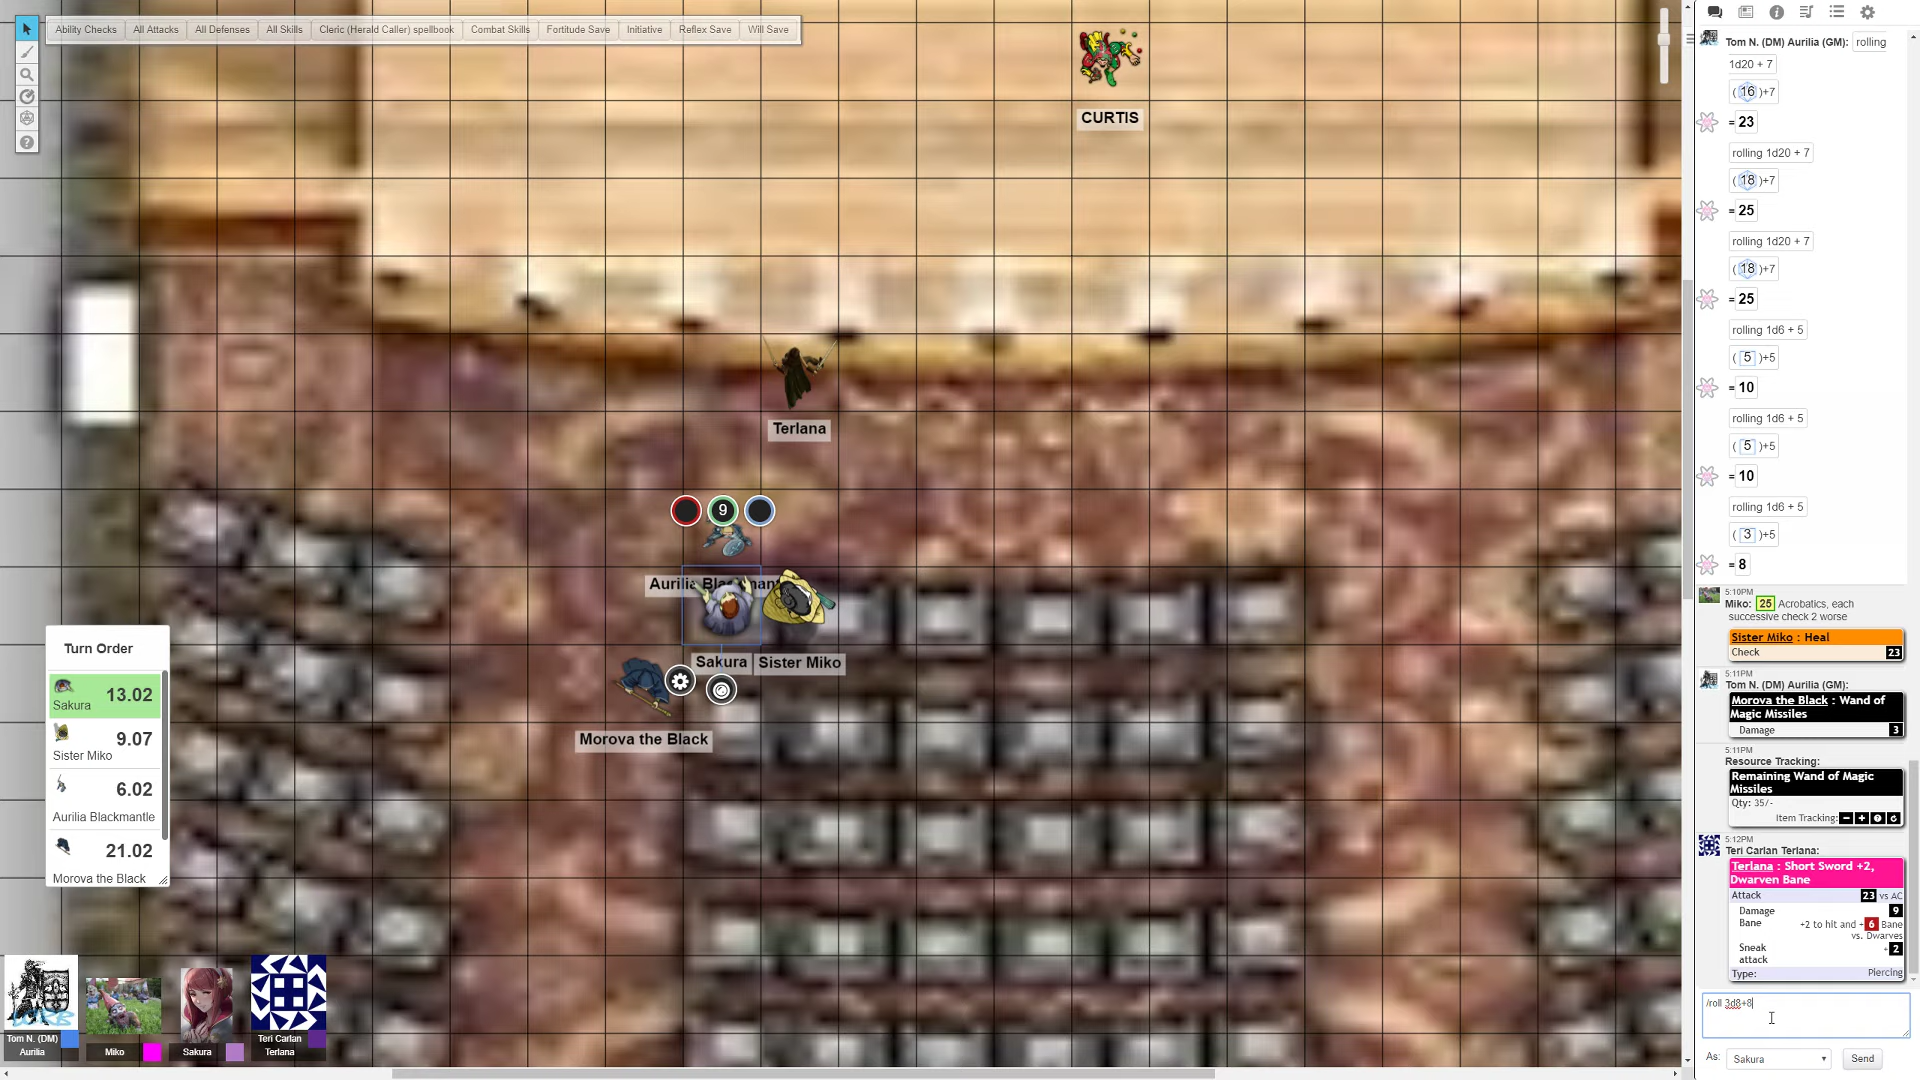 Ability Checks
All Attacks
All Defenses
All Skills
Cleric (Herald Caller) spellbook
Combat Skills
Fortitude Save
Initiative
Reflex Save
Will Save
CURTIS
Terlana
9
Aurilia Blackmant
Sakura
Sister Miko
Morova the Black
Turn Order
13.02
Sakura
9.07
Sister Miko
6.02
Aurilia Blackmantle
21.02
Morova the Black
Tom N. (DM)
Aurilia
Miko
Sakura
Teri Carlan
Terlana
Tom N. (DM) Aurilia (GM): rolling
1d20 + 7
(16)+7
= 23
rolling 1d20 + 7
(18)+7
= 25
rolling 1d20 + 7
(18)+7
= 25
rolling 1d6 + 5
(5)+5
= 10
rolling 1d6 + 5
(5)+5
= 10
rolling 1d6 + 5
(3)+5
= 8
5:10PM
Miko: 25 Acrobatics, each
successive check 2 worse
Sister Miko : Heal
Check 23
5:11PM
Tom N. (DM) Aurilia (GM):
Morova the Black : Wand of
Magic Missiles
Damage 3
5:11PM
Resource Tracking:
Remaining Wand of Magic
Missiles
Qty: 35/-
Item Tracking:
5:12PM
Teri Carlan Terlana:
Terlana : Short Sword +2,
Dwarven Bane
Attack 23 vs AC
Damage 9
Bane +2 to hit and +6 Bane
vs. Dwarves
Sneak +2
attack
Type: Piercing
/roll 3d8+8
As: Sakura
Send